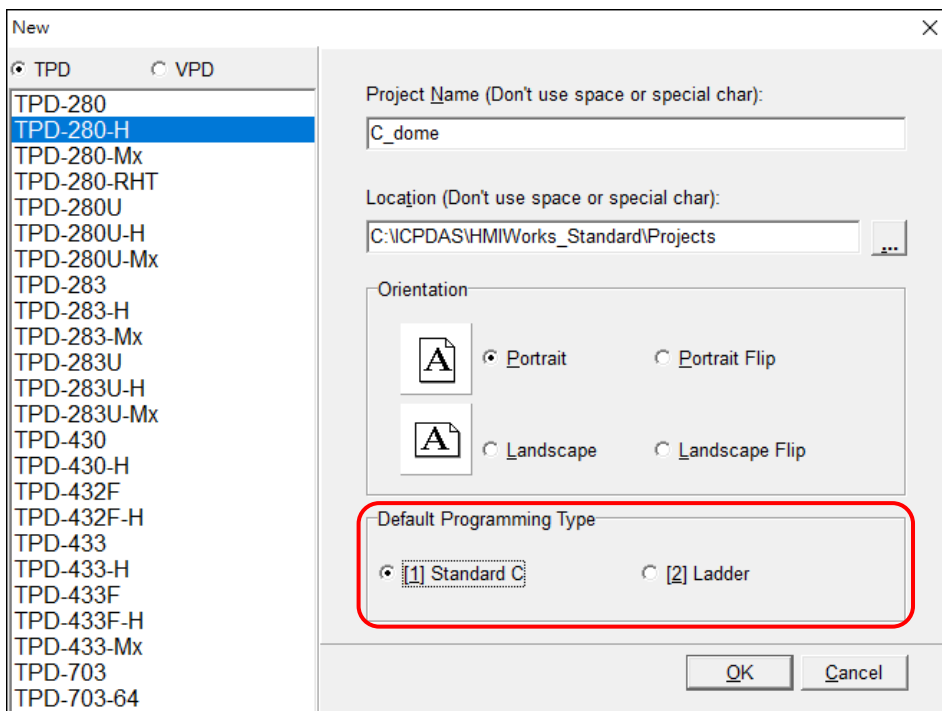 New
TPD VPD
TPD-280
TPD-280-H
TPD-280-Mx
TPD-280-RHT
TPD-280U
TPD-280U-H
TPD-280U-Mx
TPD-283
TPD-283-H
TPD-283-Mx
TPD-283U
TPD-283U-H
TPD-283U-Mx
TPD-430
TPD-430-H
TPD-432F
TPD-432F-H
TPD-433
TPD-433-H
TPD-433F
TPD-433F-H
TPD-433-Mx
TPD-703
TPD-703-64
Project Name (Don't use space or special char):
C_dome
Location (Don't use space or special char):
C:\ICPDAS\HMIWorks_Standard\Projects ...
Orientation
A Portrait Portrait Flip
A Landscape Landscape Flip
Default Programming Type
[1] Standard C [2] Ladder
OK Cancel